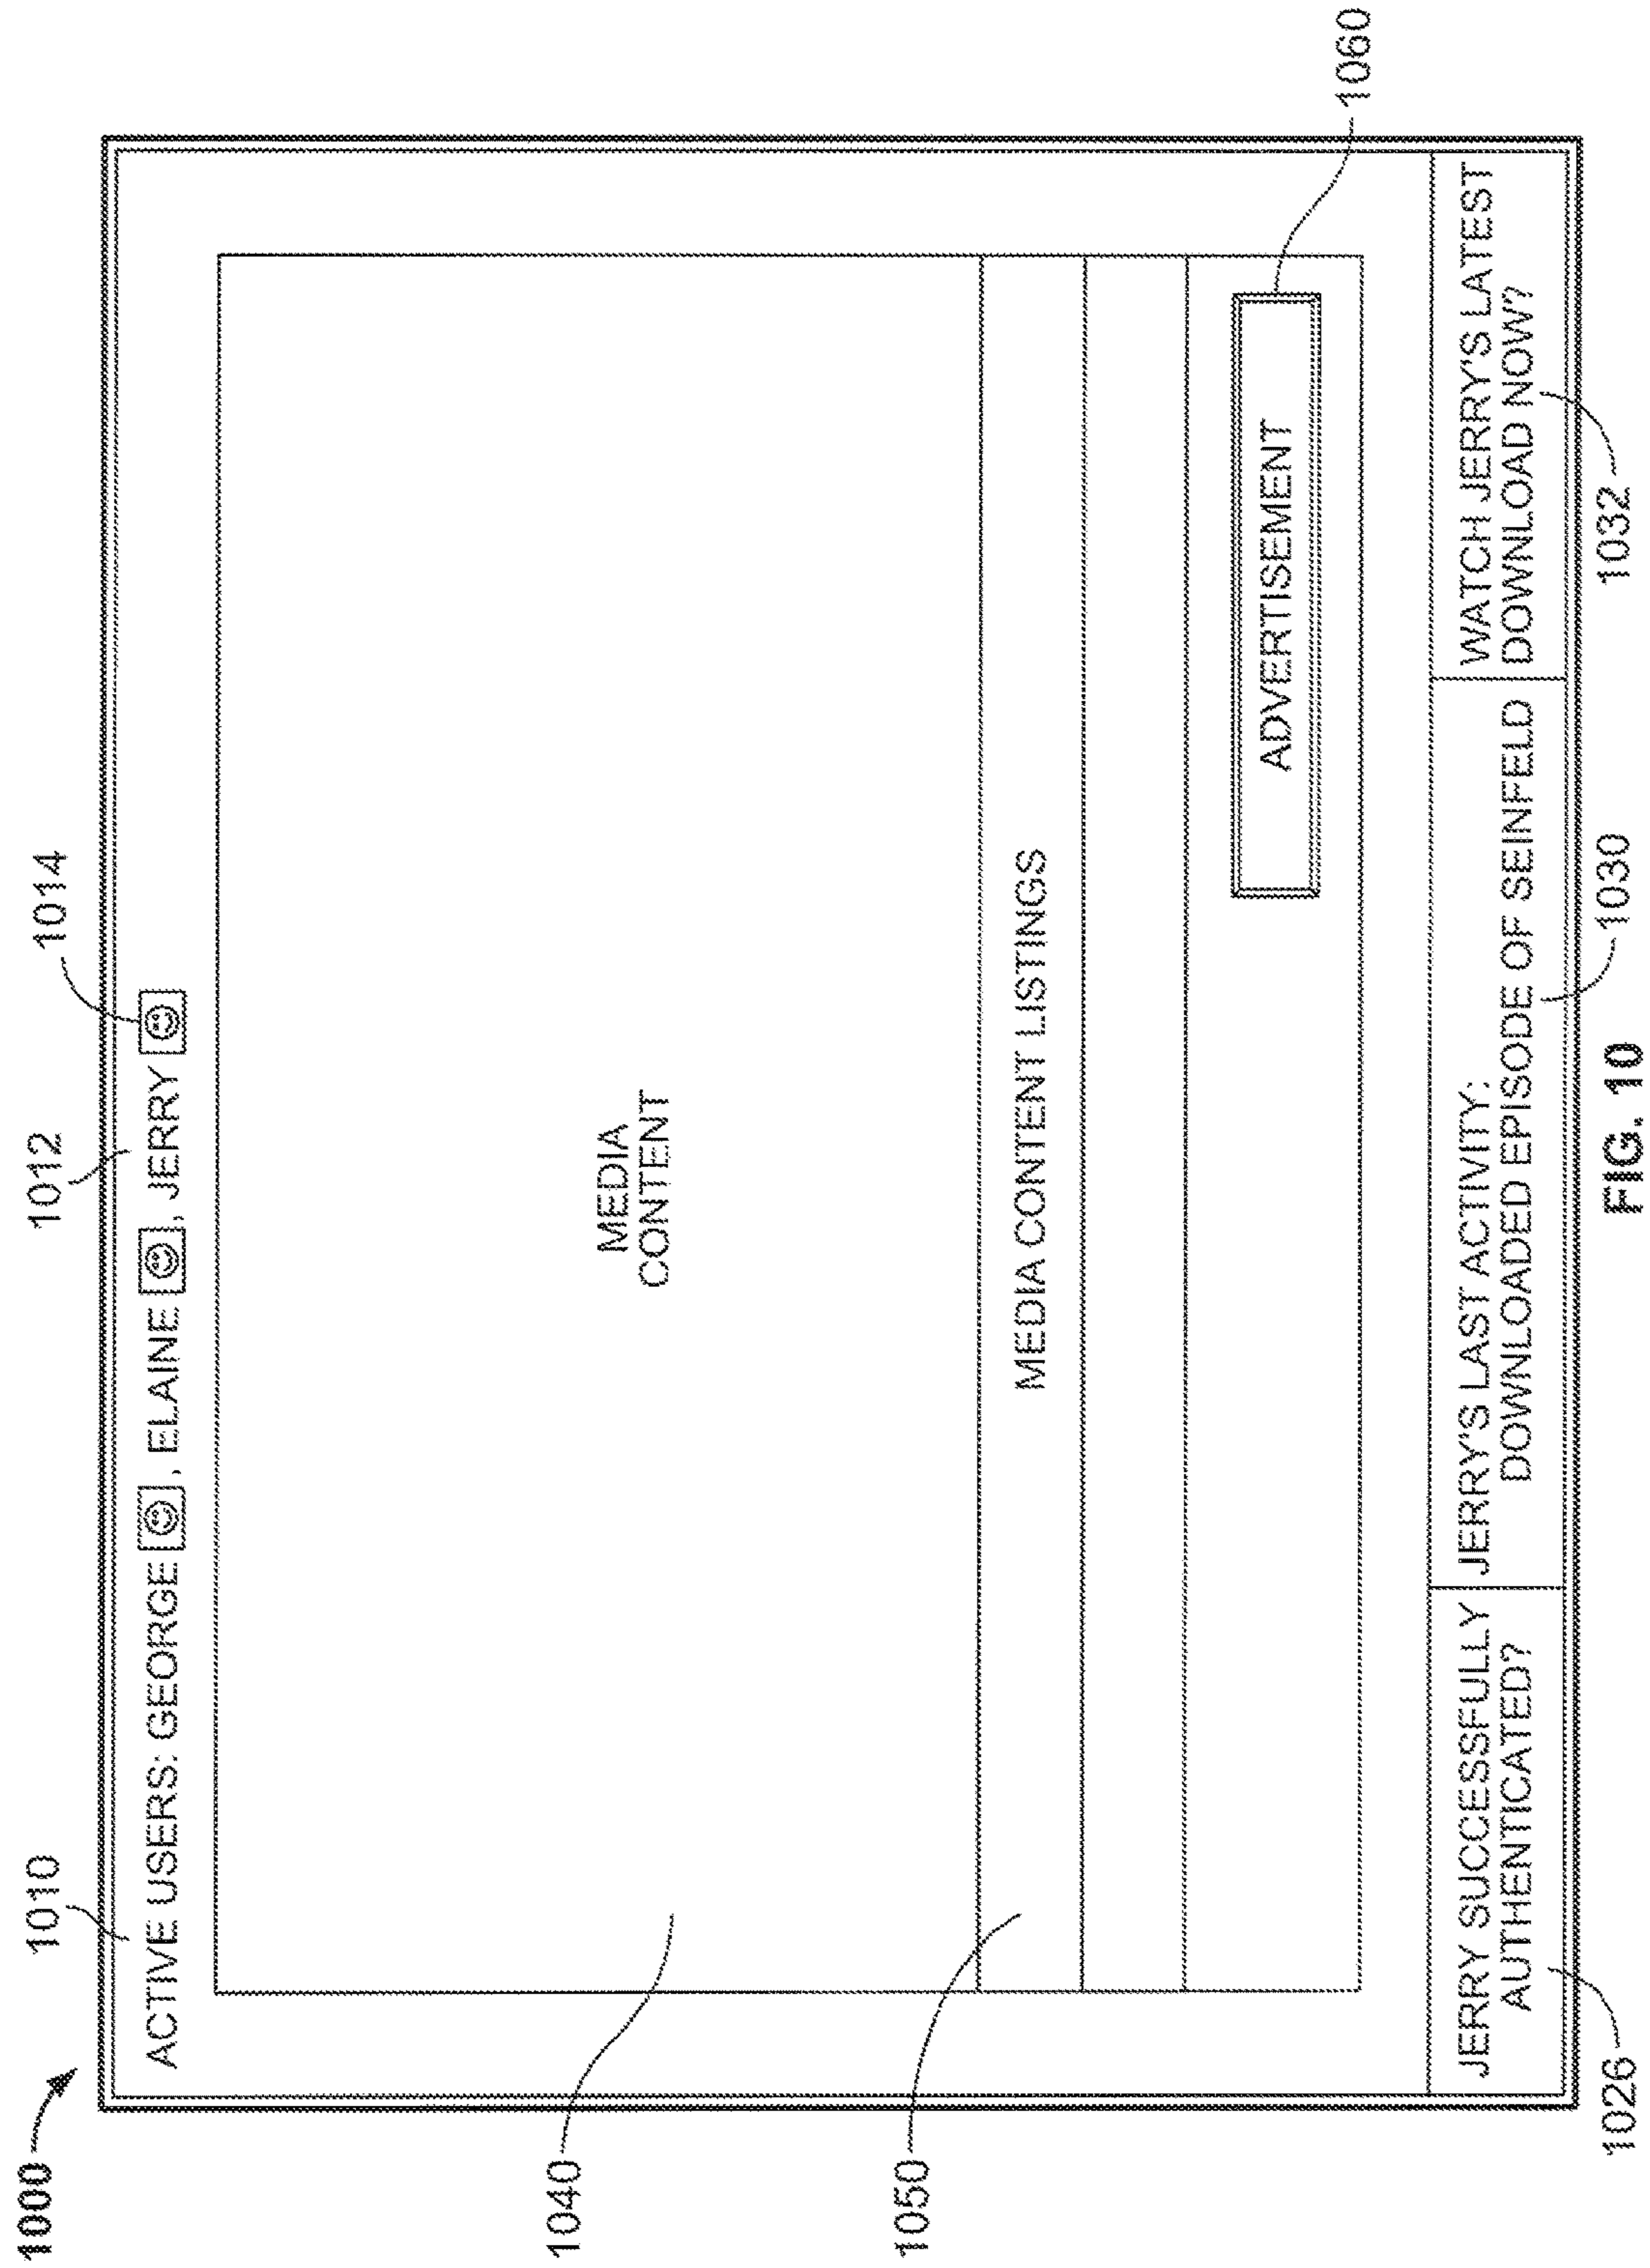 1000
1010
1012
1014
ACTIVE USERS: GEORGE , ELAINE , JERRY
MEDIA
CONTENT
1040
MEDIA CONTENT LISTINGS
1050
ADVERTISEMENT
1060
JERRY SUCCESSFULLY
AUTHENTICATED?
JERRY'S LAST ACTIVITY:
DOWNLOADED EPISODE OF SEINFELD
WATCH JERRY'S LATEST
DOWNLOAD NOW?
1026
1030
1032
FIG. 10